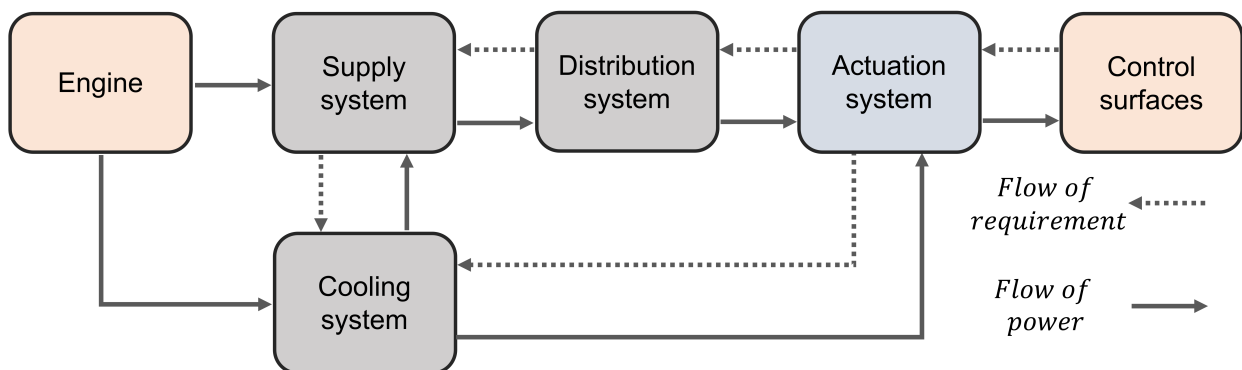 Engine
Supply
system
Distribution
system
Actuation
system
Control
surfaces
Cooling
system
Flow of
requirement
Flow of
power